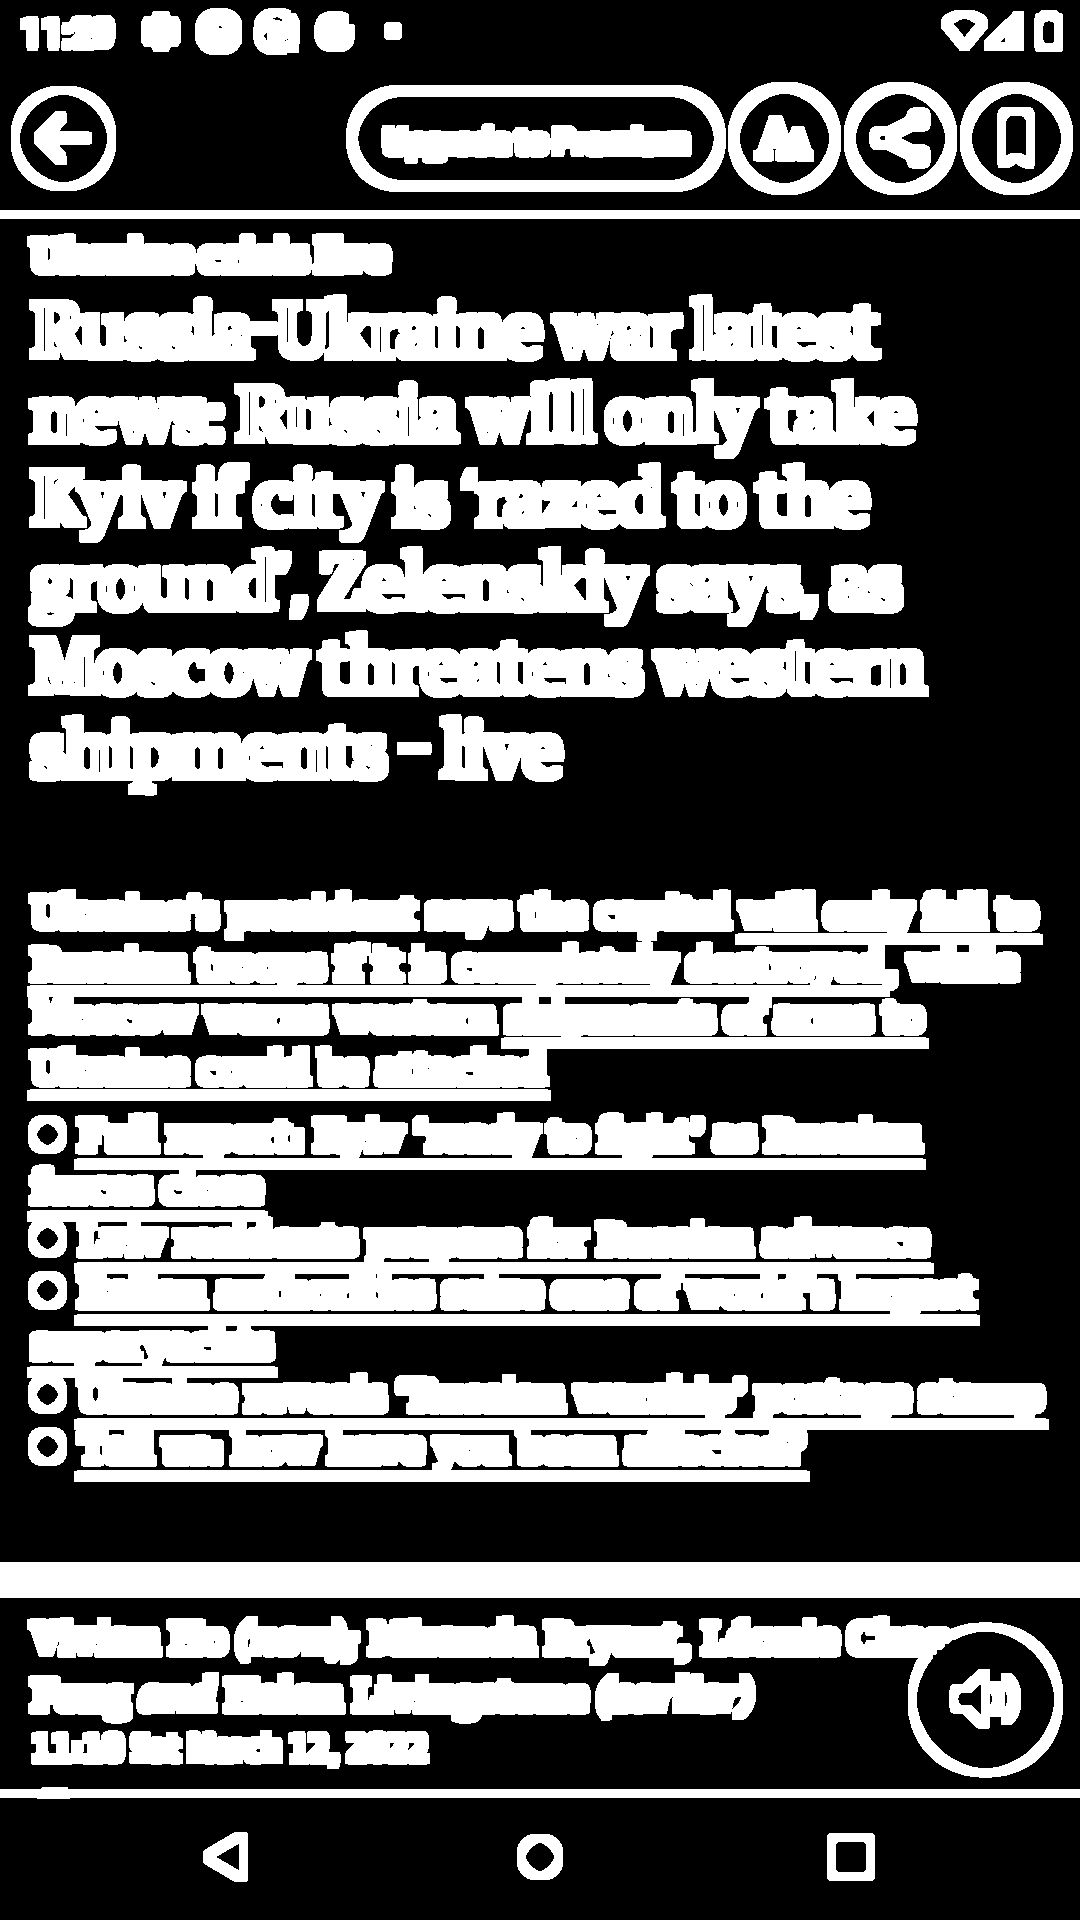 11:29
Upgrade to Premium
Ukraine crisis live
Russia-Ukraine war latest
news: Russia will only take
Kyiv if city is ‘razed to the
ground’, Zelenskiy says, as
Moscow threatens western
shipments – live
Ukraine's president says the capital will only fall to
Russian troops if it is completely destroyed, while
Moscow warns western shipments of arms to
Ukraine could be attacked
Full report: Kyiv ‘ready to fight’ as Russian
forces close
Lviv residents prepare for Russian advance
Italian authorities seize one of world's largest
superyachts
Ukraine reveals ‘Russian warship’ postage stamp
Tell us: how have you been affected?
Vivian Ho (now); Miranda Bryant, Léonie Chao-
Fong and Helen Livingstone (earlier)
11:10 Sat March 12, 2022